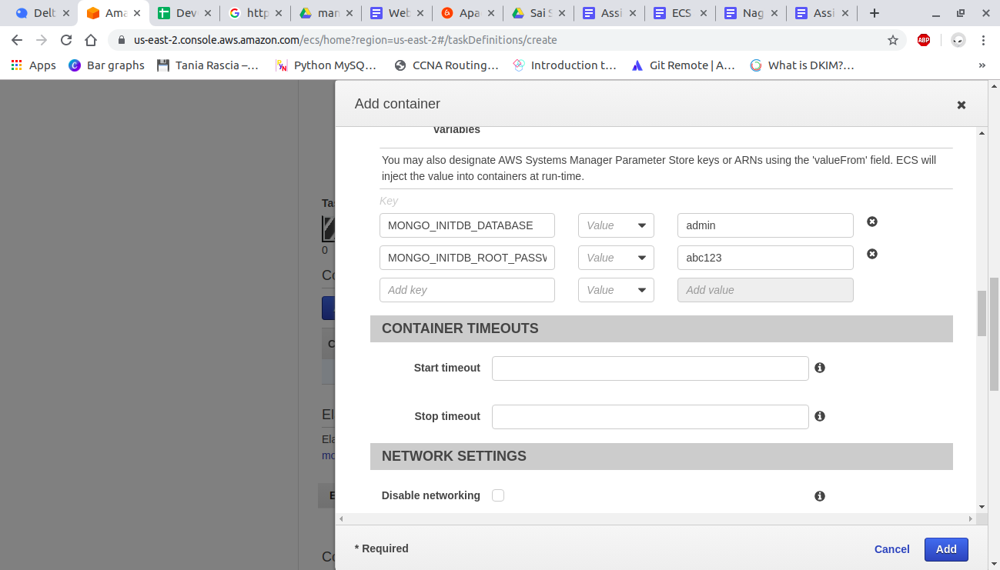 Delt Ama Dev http man Web Apa Sai S Assi ECS Nag Assi
us-east-2.console.aws.amazon.com/ecs/home?region=us-east-2#/taskDefinitions/create
ABP
Apps Bar graphs Tania Rascia –… Python MySQ… CCNA Routing… Introduction t… Git Remote | A… What is DKIM?… »
Add container
Variables
You may also designate AWS Systems Manager Parameter Store keys or ARNs using the 'valueFrom' field. ECS will
inject the value into containers at run-time.
Key
MONGO_INITDB_DATABASE Value admin
MONGO_INITDB_ROOT_PASSW Value abc123
Add key Value Add value
CONTAINER TIMEOUTS
Start timeout
Stop timeout
NETWORK SETTINGS
Disable networking
* Required
Cancel Add
Tas
0
Co
C
El
Ela
mo
E
Co